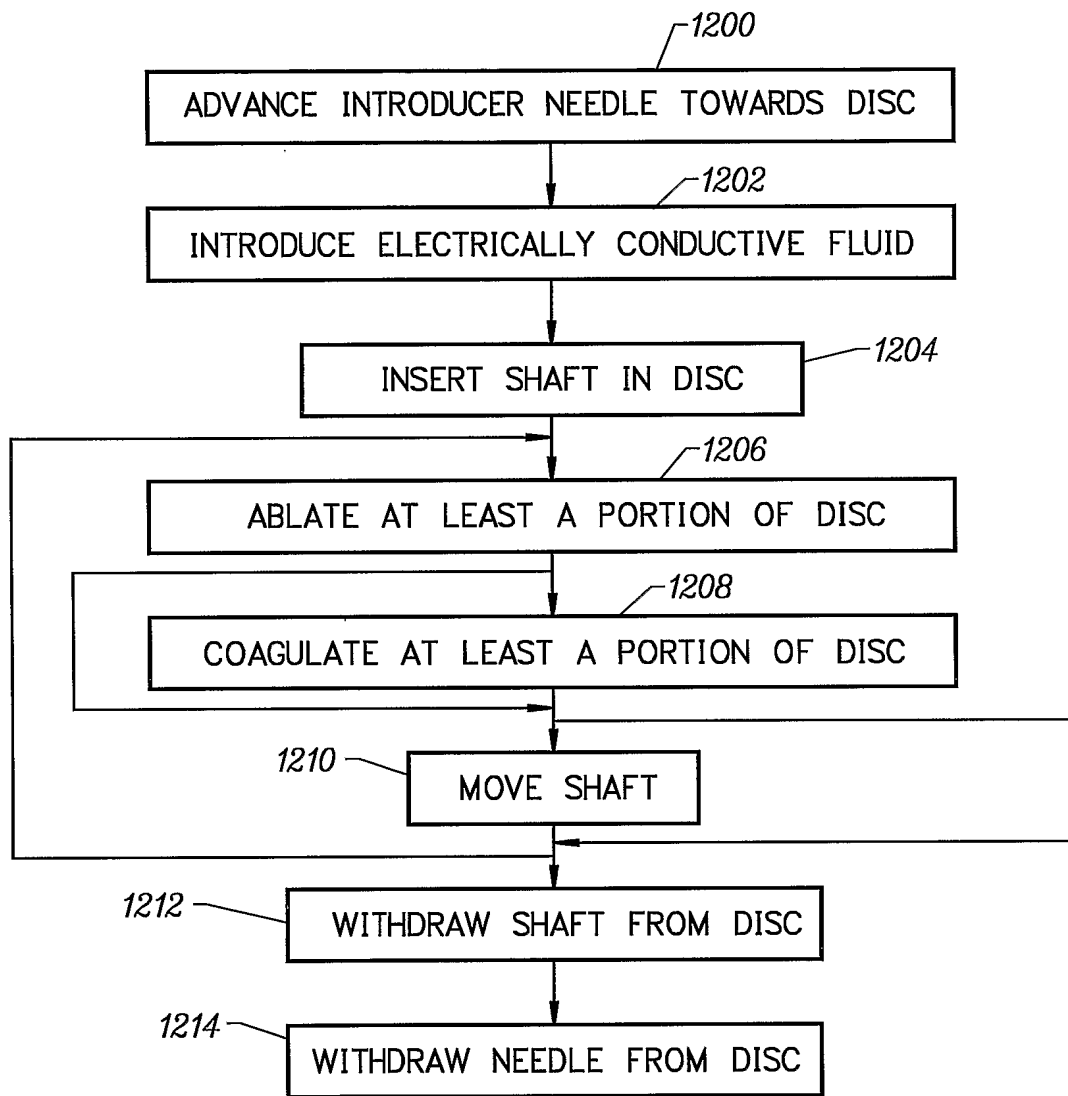 1200
ADVANCE INTRODUCER NEEDLE TOWARDS DISC
1202
INTRODUCE ELECTRICALLY CONDUCTIVE FLUID
1204
INSERT SHAFT IN DISC
1206
ABLATE AT LEAST A PORTION OF DISC
1208
COAGULATE AT LEAST A PORTION OF DISC
1210
MOVE SHAFT
1212
WITHDRAW SHAFT FROM DISC
1214
WITHDRAW NEEDLE FROM DISC